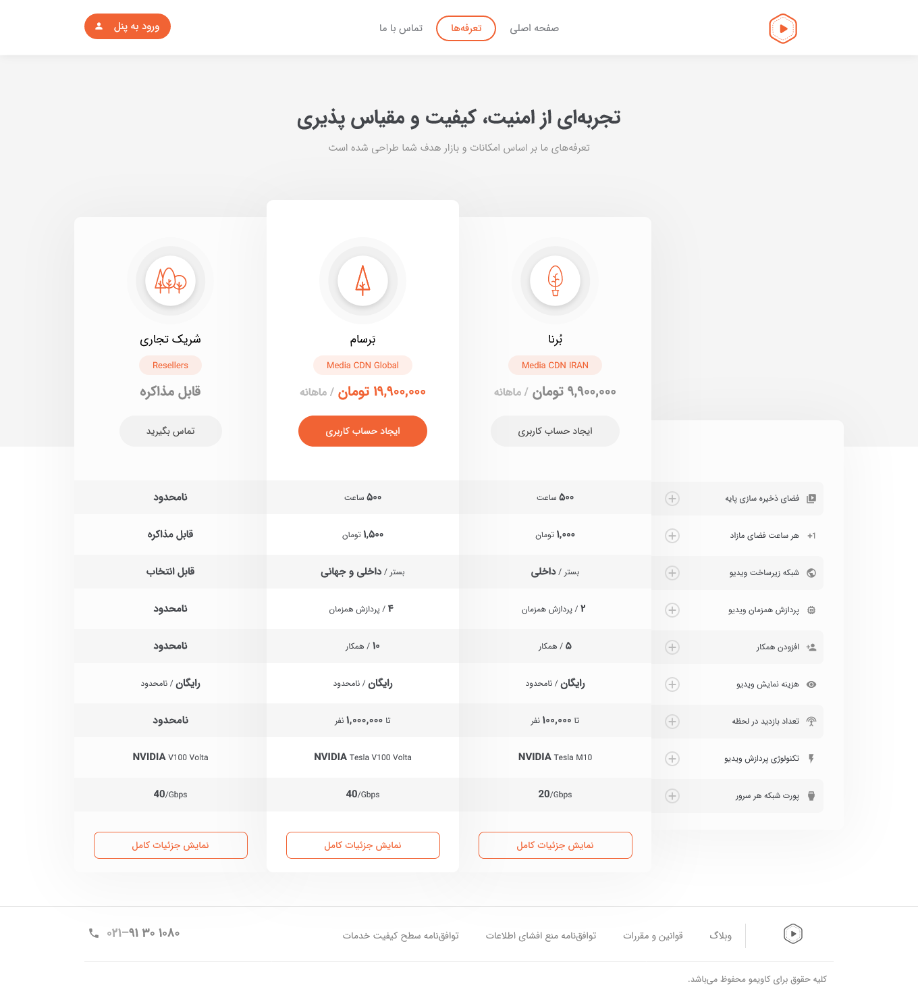 صفحه اصلی
تعرفه‌ها
تماس با ما
ورود به پنل
تجربه‌ای از امنیت، کیفیت و مقیاس پذیری
تعرفه‌های ما بر اساس امکانات و بازار هدف شما طراحی شده است
بُرنا
Media CDN IRAN
۹,۹۰۰,۰۰۰ تومان / ماهانه
ایجاد حساب کاربری
بَرسام
Media CDN Global
۱۹,۹۰۰,۰۰۰ تومان / ماهانه
ایجاد حساب کاربری
شریک تجاری
Resellers
قابل مذاکره
تماس بگیرید
فضای ذخیره سازی پایه
۵۰۰ ساعت
۵۰۰ ساعت
نامحدود
+1 هر ساعت فضای مازاد
۱,۰۰۰ تومان
۱,۵۰۰ تومان
قابل مذاکره
شبکه زیرساخت ویدیو
بستر / داخلی
بستر / داخلی و جهانی
قابل انتخاب
پردازش همزمان ویدیو
۲ / پردازش همزمان
۴ / پردازش همزمان
نامحدود
افزودن همکار
۵ / همکار
۱۰ / همکار
نامحدود
هزینه نمایش ویدیو
رایگان / نامحدود
رایگان / نامحدود
رایگان / نامحدود
تعداد بازدید در لحظه
تا ۱۰۰,۰۰۰ نفر
تا ۱,۰۰۰,۰۰۰ نفر
نامحدود
تکنولوژی پردازش ویدیو
NVIDIA Tesla M10
NVIDIA Tesla V100 Volta
NVIDIA V100 Volta
پورت شبکه هر سرور
20/Gbps
40/Gbps
40/Gbps
نمایش جزئیات کامل
نمایش جزئیات کامل
نمایش جزئیات کامل
وبلاگ
قوانین و مقررات
توافق‌نامه منع افشای اطلاعات
توافق‌نامه سطح کیفیت خدمات
۰۲۱–۹۱ ۳۰ ۱۰۸۰
کلیه حقوق برای کاویمو محفوظ می‌باشد.